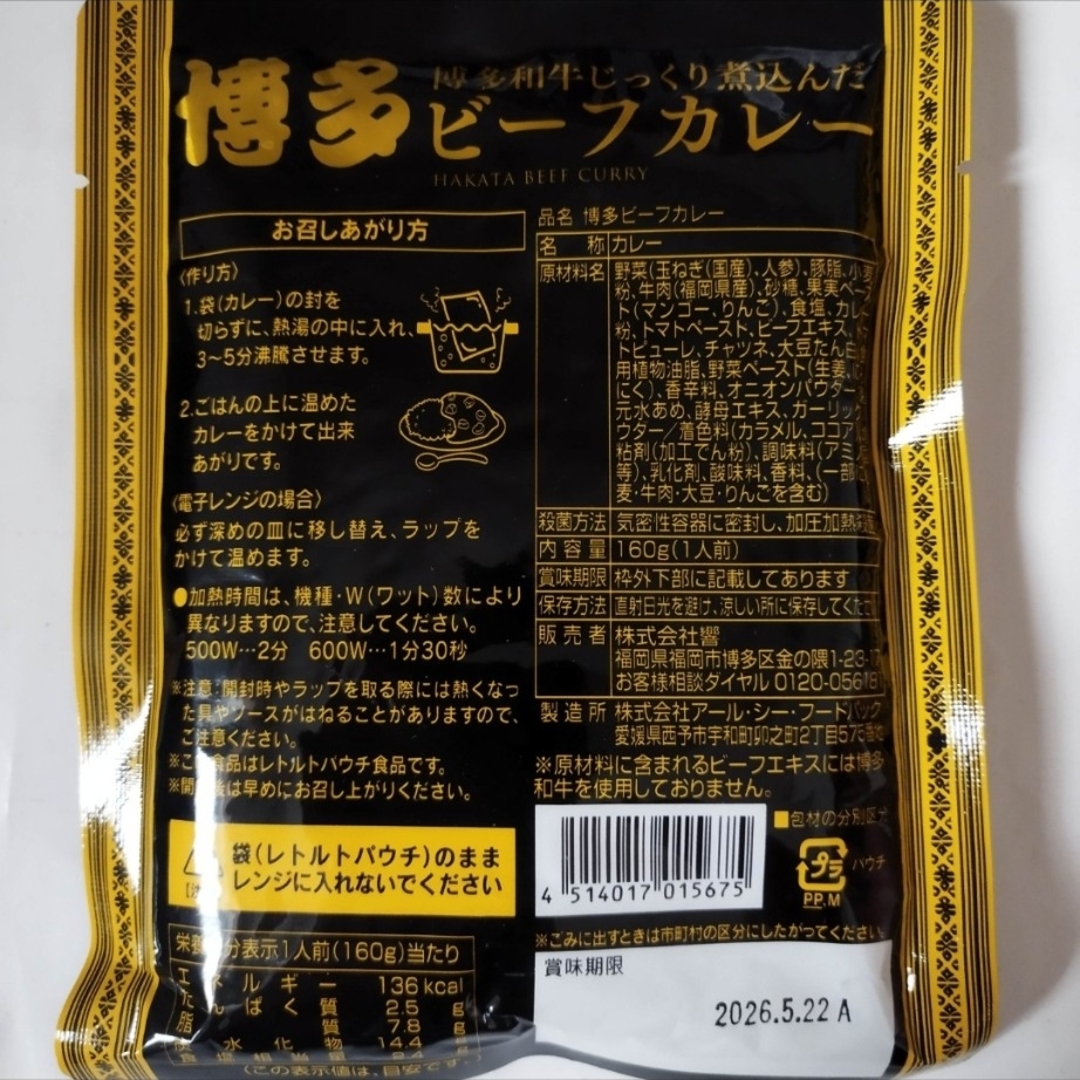 博多
博多和牛じっくり煮込んだ
ビーフカレー
HAKATA BEEF CURRY
お召しあがり方
〈作り方〉
1.袋(カレー)の封を
切らずに、熱湯の中に入れ、
3〜5分沸騰させます。
2.ごはんの上に温めた
カレーをかけて出来
あがりです。
〈電子レンジの場合〉
必ず深めの皿に移し替え、ラップを
かけて温めます。
●加熱時間は、機種・W(ワット)数により
異なりますので、注意してください。
500W…2分 600W…1分30秒
※注意:開封時やラップを取る際には熱くなっ
た具やソースがはねることがありますので、
ご注意ください。
※こ 食品はレトルトパウチ食品です。
※開 後は早めにお召し上がりください。
袋(レトルトパウチ)のまま
レンジに入れないでください
栄養 分表示1人前(160g)当たり
エネルギー 136kcal
たんぱく質 2.5 g
脂質 7.8 g
水化物 14.4
食塩相当量
(この表示値は、目安です
品名 博多ビーフカレー
名称 カレー
原材料名 野菜(玉ねぎ(国産)、人参)、豚脂、小麦
粉、牛肉(福岡県産)、砂糖、果実ペー
ト(マンゴー、りんご)、食塩、カレ
粉、トマトペースト、ビーフエキス、
トピューレ、チャツネ、大豆たん白
用植物油脂、野菜ペースト(生姜、
にく)、香辛料、オニオンパウダー
元水あめ、酵母エキス、ガーリック
ウダー/着色料(カラメル、ココア
粘剤(加工でん粉)、調味料(アミノ
等)、乳化剤、酸味料、香料、(一部に
麦・牛肉・大豆・りんごを含む)
殺菌方法 気密性容器に密封し、加圧加熱
内容量 160g(1人前)
賞味期限 枠外下部に記載してあります
保存方法 直射日光を避け、涼しい所に保存してくだ
販売者 株式会社響
福岡県福岡市博多区金の隈1-23-
お客様相談ダイヤル 0120-056
製造所 株式会社アール・シー・フードパック
愛媛県西予市宇和町卯之町2丁目575番
※原材料に含まれるビーフエキスには博多
和牛を使用しておりません。
4 514017 015675
■包材の分別区分
プラ
パウチ
PP.M
※ごみに出すときは市町村の区分にしたがってください
賞味期限
2026.5.22 A